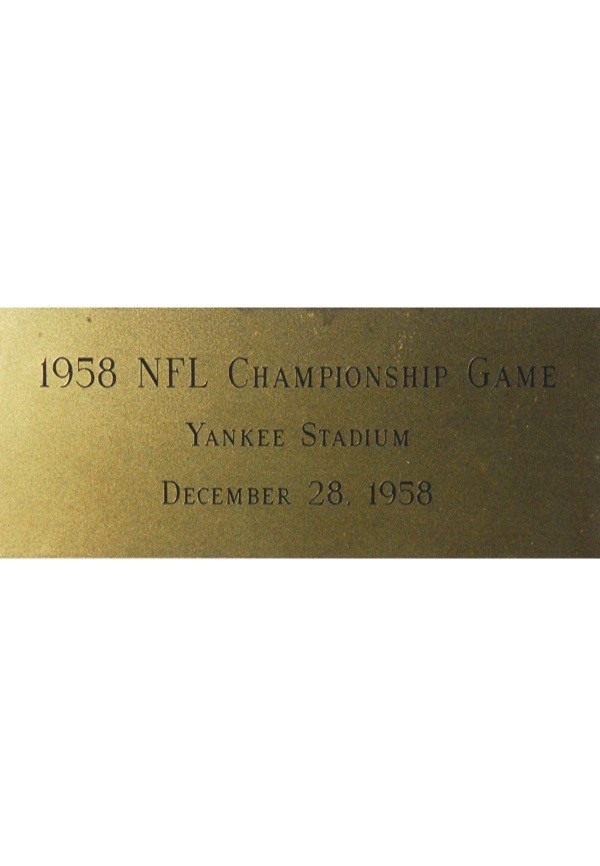 1958 NFL Championship Game
Yankee Stadium
December 28, 1958